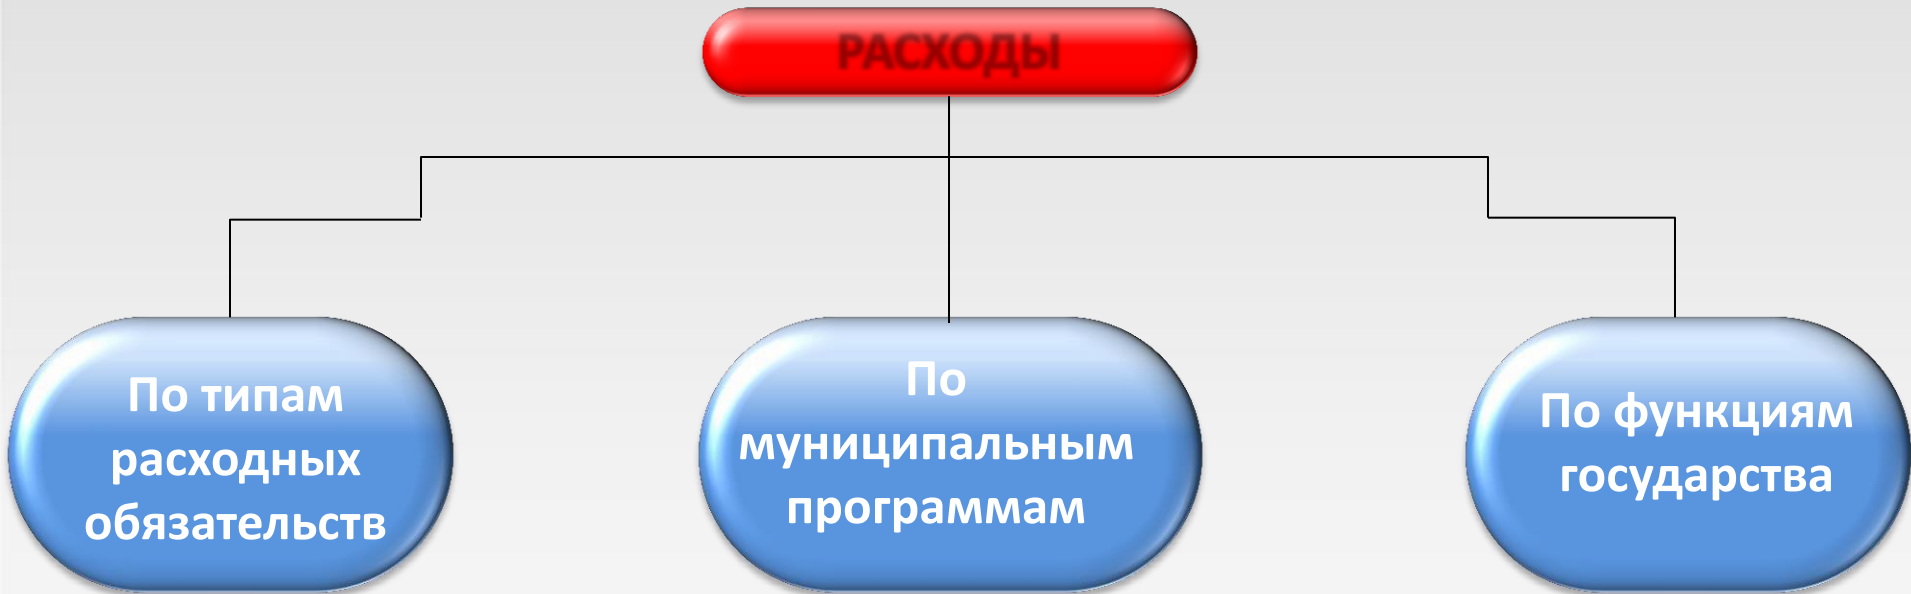 РАСХОДЫ
По типам
расходных
обязательств
По
муниципальным
программам
По функциям
государства